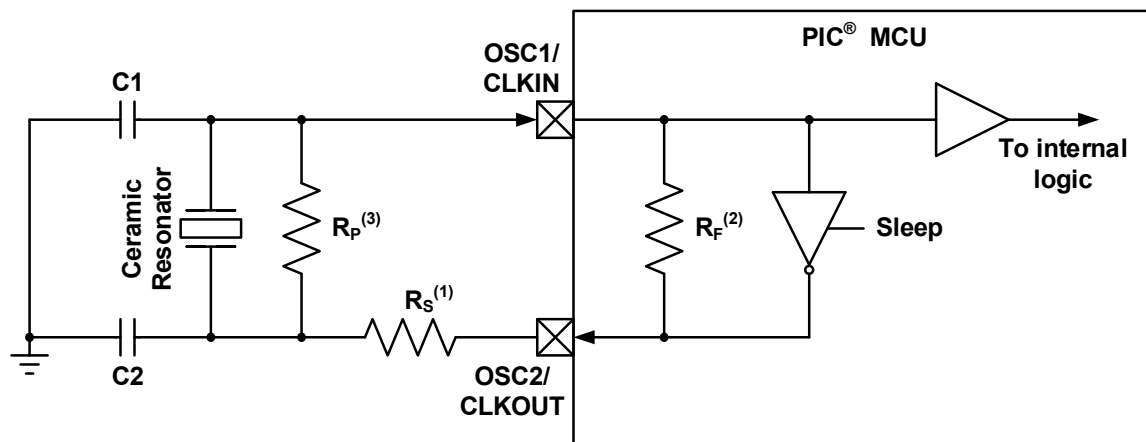 PIC® MCU
OSC1/
CLKIN
C1
To internal
logic
Ceramic
Resonator
RP(3)
RF(2)
Sleep
RS(1)
C2
OSC2/
CLKOUT